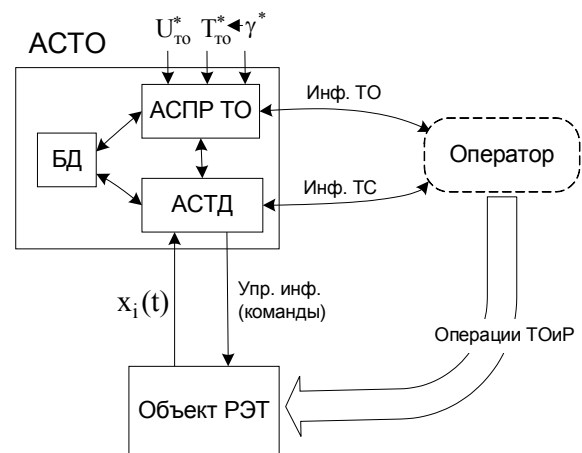 АСТО
U*то T*то γ*
АСПР ТО
Инф. ТО
БД
Оператор
АСТД
Инф. ТС
xi(t)
Упр. инф.
(команды)
Операции ТОиР
Объект РЭТ